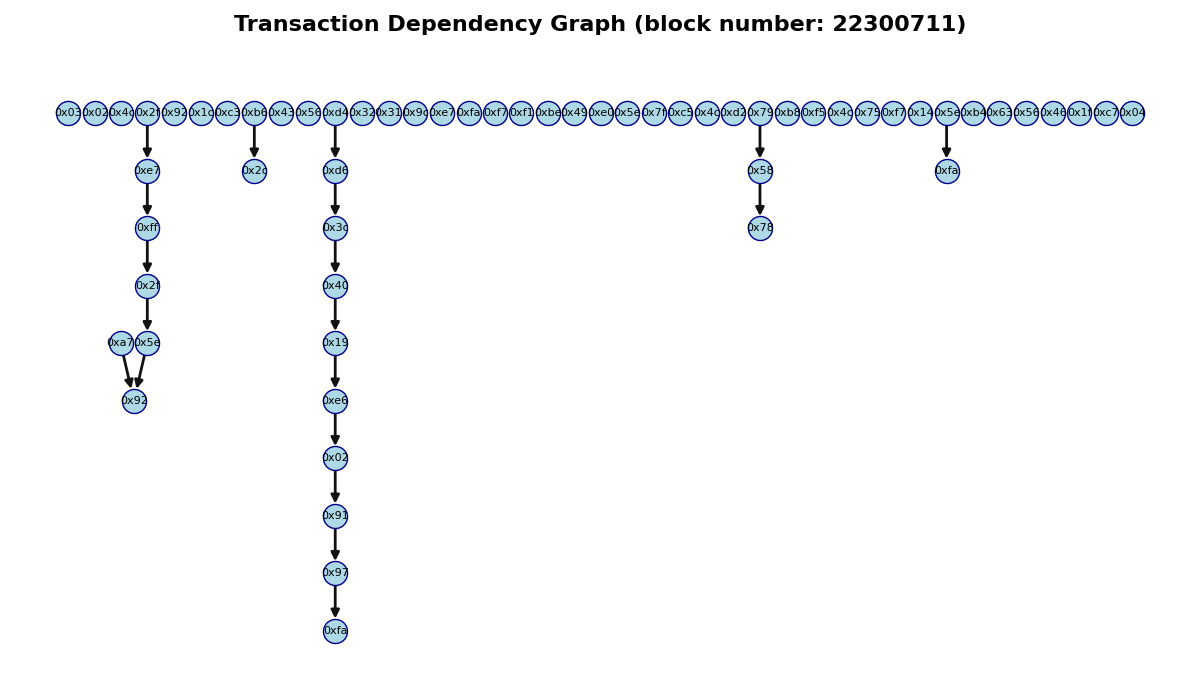 Transaction Dependency Graph (block number: 22300711)
0x03 0x02 0x4c 0x2f 0x92 0x1c 0xc3 0xb6 0x43 0x56 0xd4 0x32 0x31 0x9c 0xe7 0xfa 0xf7 0xf1 0xbe 0x49 0xe0 0x5e 0x7f 0xc5 0x4c 0xd2 0x79 0xb8 0xf5 0x4c 0x75 0xf7 0x14 0x5e 0xb4 0x63 0x56 0x46 0x1f 0xc7 0x04
0xe7 0x2c 0xd6 0x58 0xfa
0xff 0x3c 0x78
0x2f 0x40
0xa7 0x5e 0x19
0x92 0xe6
0x02
0x91
0x97
0xfa